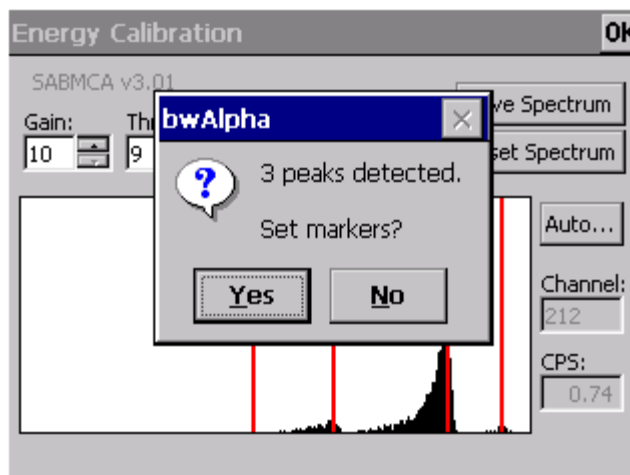 Energy Calibration
OK
SABMCA v3.01
Gain:
10
9
bwAlpha
3 peaks detected.
Set markers?
Yes
No
Spectrum
Spectrum
Auto...
Channel:
212
CPS:
0.74